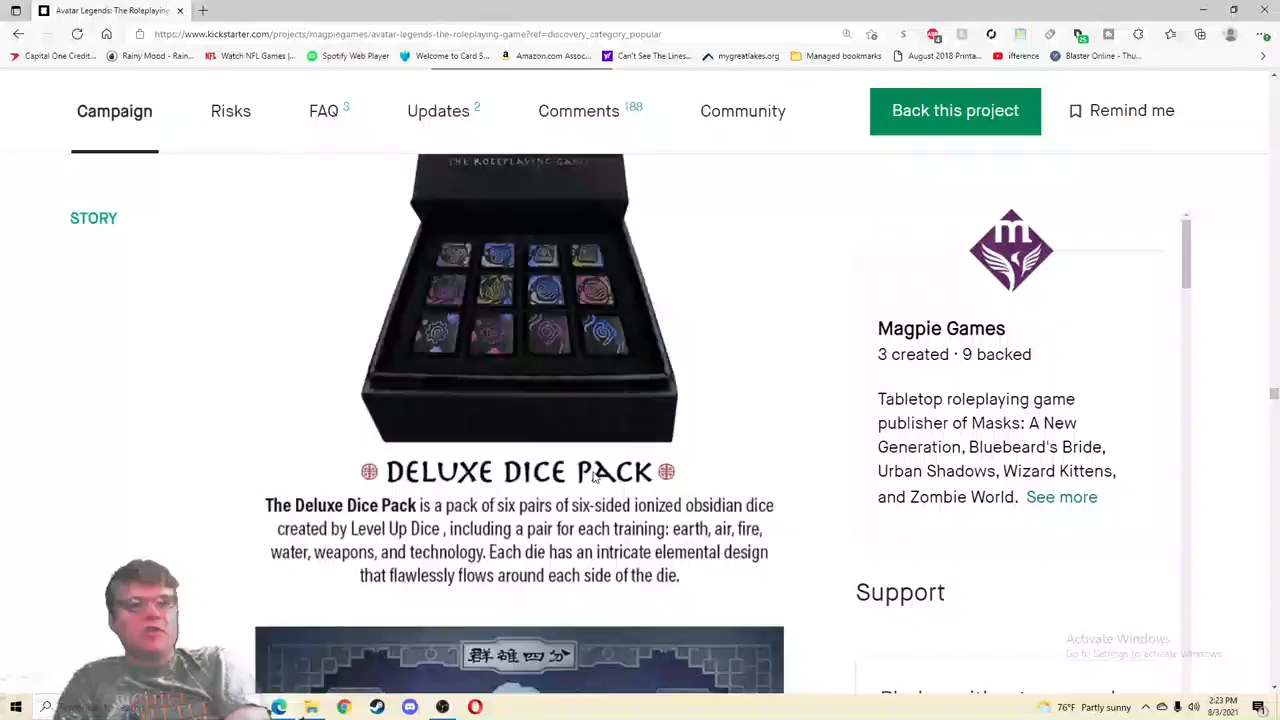 Avatar Legends: The Roleplaying
https://www.kickstarter.com/projects/magpiegames/avatar-legends-the-roleplaying-game?ref=discovery_category_popular
Capital One Credit...
Rainy Mood - Rain...
Watch NFL Games |...
Spotify Web Player
Welcome to Card S...
Amazon.com Assoc...
Can't See The Lines...
mygreatlakes.org
Managed bookmarks
August 2018 Printa...
ifference
Blaster Online - Thu...
Campaign
Risks
FAQ 3
Updates 2
Comments 188
Community
Back this project
Remind me
THE ROLEPLAYING GAME
STORY
DELUXE DICE PACK
The Deluxe Dice Pack is a pack of six pairs of six-sided ionized obsidian dice
created by Level Up Dice , including a pair for each training: earth, air, fire,
water, weapons, and technology. Each die has an intricate elemental design
that flawlessly flows around each side of the die.
群雄四分
m
Magpie Games
3 created · 9 backed
Tabletop roleplaying game
publisher of Masks: A New
Generation, Bluebeard's Bride,
Urban Shadows, Wizard Kittens,
and Zombie World. See more
Support
Activate Windows
Go to Settings to activate Windows.
76°F Partly sunny
2:23 PM
8/3/2021